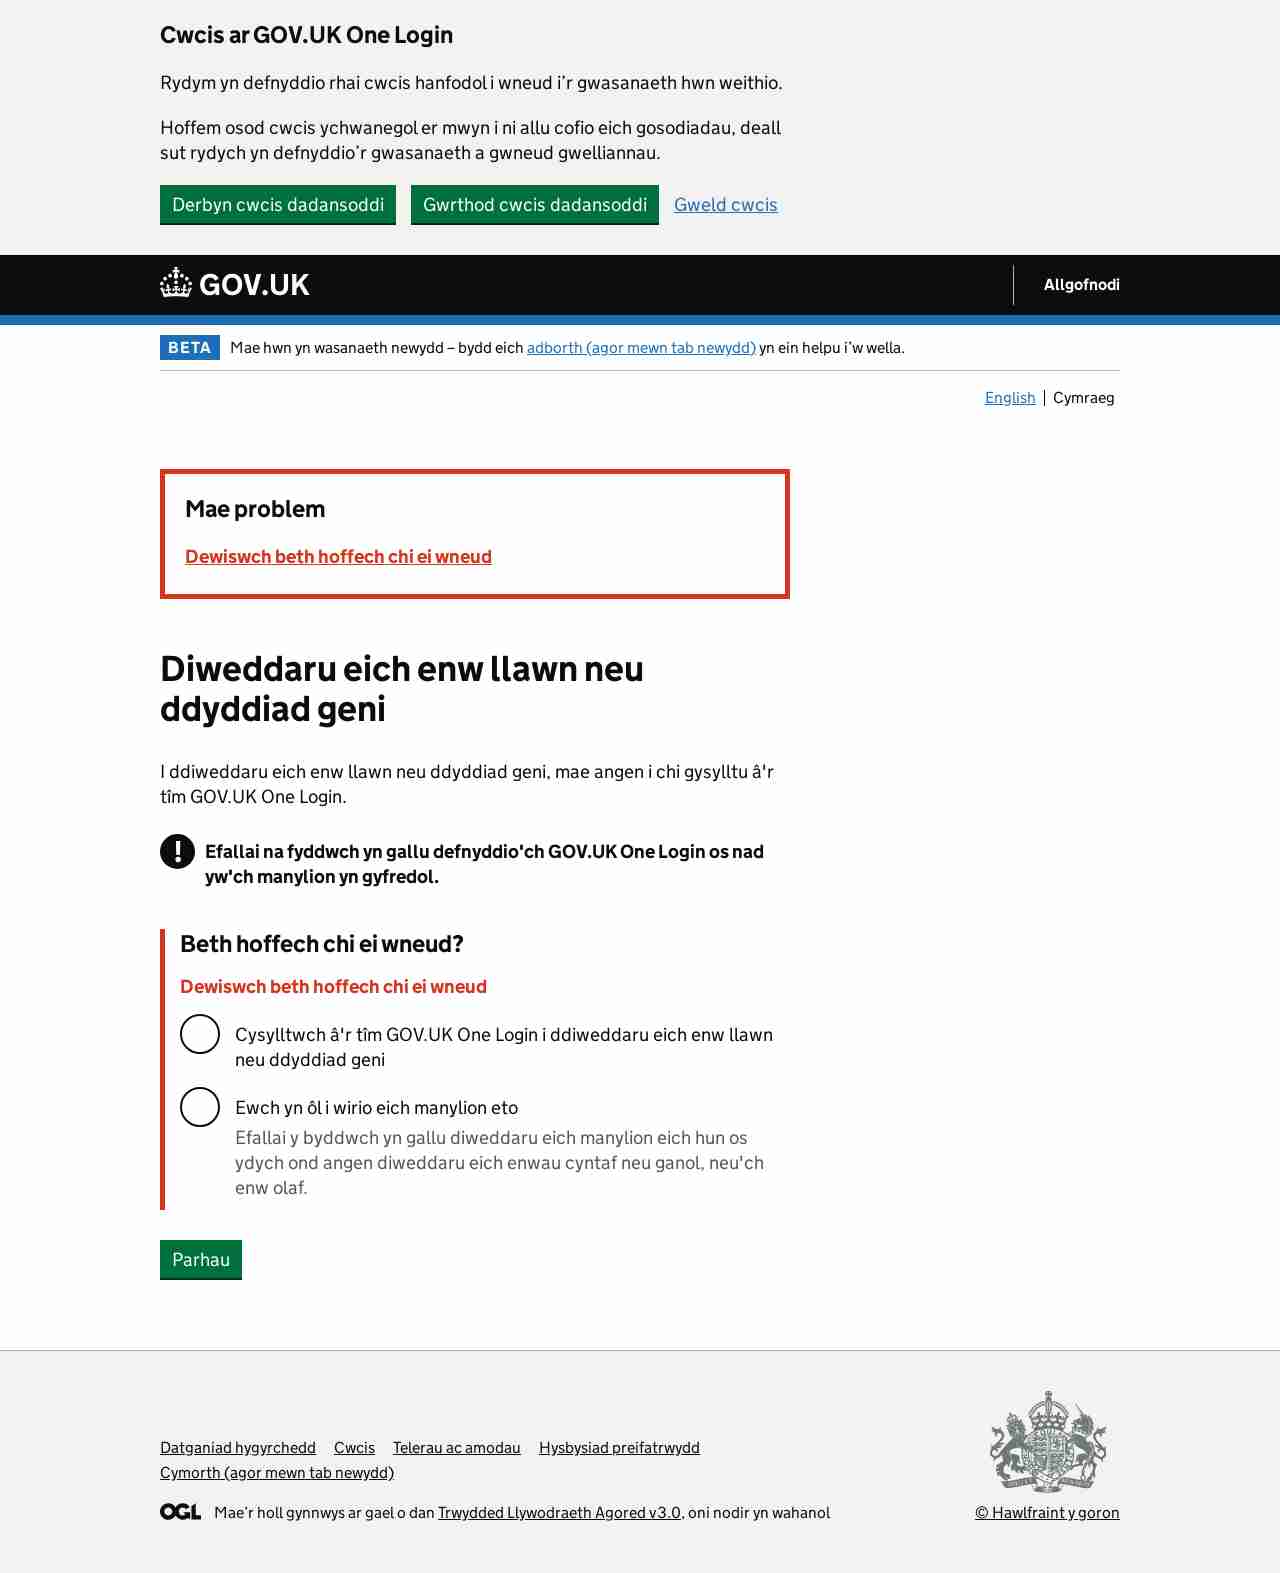 Cwcis ar GOV.UK One Login
Rydym yn defnyddio rhai cwcis hanfodol i wneud i’r gwasanaeth hwn weithio.
Hoffem osod cwcis ychwanegol er mwyn i ni allu cofio eich gosodiadau, deall
sut rydych yn defnyddio’r gwasanaeth a gwneud gwelliannau.
Derbyn cwcis dadansoddi Gwrthod cwcis dadansoddi Gweld cwcis
GOV.UK Allgofnodi
BETA Mae hwn yn wasanaeth newydd – bydd eich adborth (agor mewn tab newydd) yn ein helpu i’w wella.
English Cymraeg
Mae problem
Dewiswch beth hoffech chi ei wneud
Diweddaru eich enw llawn neu
ddyddiad geni
I ddiweddaru eich enw llawn neu ddyddiad geni, mae angen i chi gysylltu â'r
tîm GOV.UK One Login.
! Efallai na fyddwch yn gallu defnyddio'ch GOV.UK One Login os nad
yw'ch manylion yn gyfredol.
Beth hoffech chi ei wneud?
Dewiswch beth hoffech chi ei wneud
Cysylltwch â'r tîm GOV.UK One Login i ddiweddaru eich enw llawn
neu ddyddiad geni
Ewch yn ôl i wirio eich manylion eto
Efallai y byddwch yn gallu diweddaru eich manylion eich hun os
ydych ond angen diweddaru eich enwau cyntaf neu ganol, neu'ch
enw olaf.
Parhau
Datganiad hygyrchedd Cwcis Telerau ac amodau Hysbysiad preifatrwydd
Cymorth (agor mewn tab newydd)
OGL Mae’r holl gynnwys ar gael o dan Trwydded Llywodraeth Agored v3.0, oni nodir yn wahanol
© Hawlfraint y goron